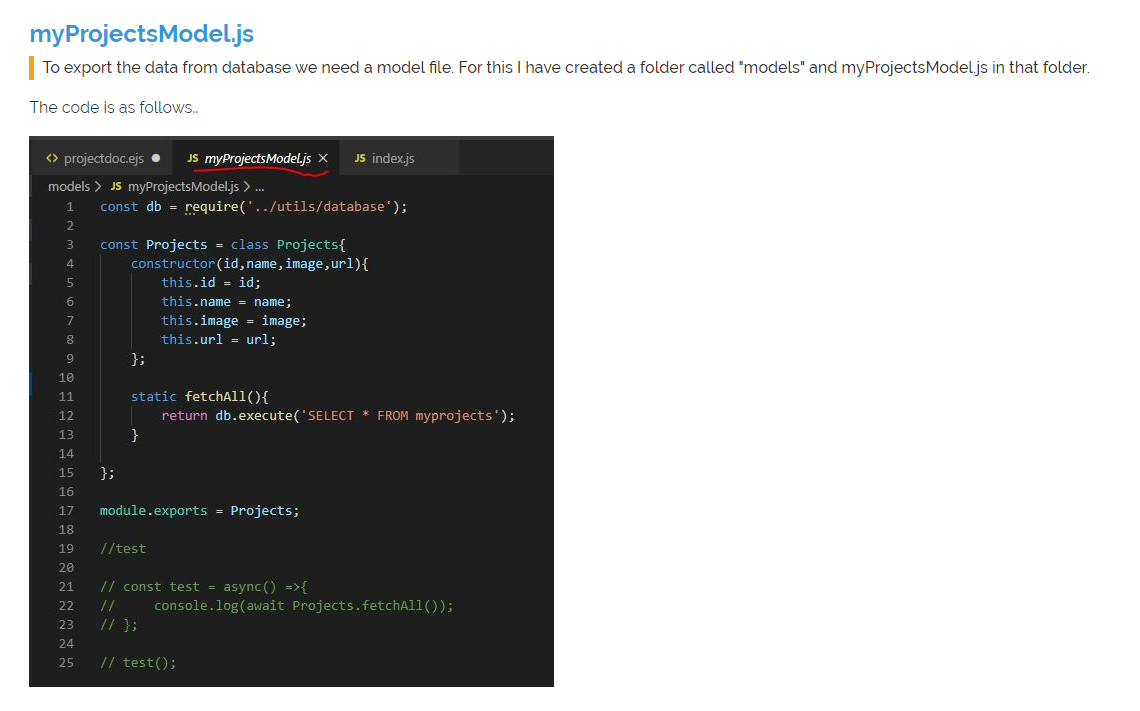 myProjectsModel.js
To export the data from database we need a model file. For this I have created a folder called "models" and myProjectsModel.js in that folder.
The code is as follows..
<> projectdoc.ejs ● JS myProjectsModel.js × JS index.js
models > JS myProjectsModel.js > ...
1 const db = require('../utils/database');
2
3 const Projects = class Projects{
4 constructor(id,name,image,url){
5 this.id = id;
6 this.name = name;
7 this.image = image;
8 this.url = url;
9 };
10
11 static fetchAll(){
12 return db.execute('SELECT * FROM myprojects');
13 }
14
15 };
16
17 module.exports = Projects;
18
19 //test
20
21 // const test = async() =>{
22 //     console.log(await Projects.fetchAll());
23 // };
24
25 // test();